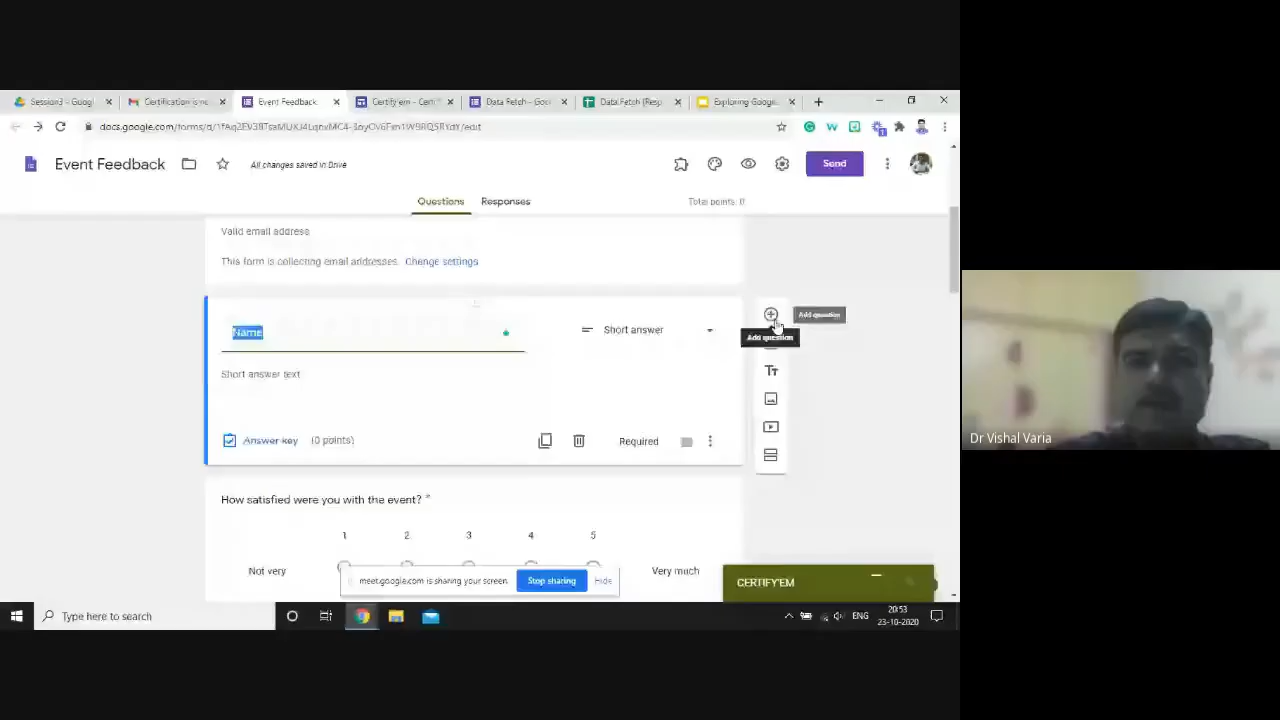 Session3 - Googl
Certification is no
Event Feedback
Certify'em - Certi
Data Fetch - Goo
Data Fetch (Resp
Exploring Google
Event Feedback
All changes saved in Drive
Send
Questions
Responses
Total points: 0
Valid email address
This form is collecting email addresses. Change settings
Name
Short answer
Add question
Add question
Short answer text
Answer key
(0 points)
Required
How satisfied were you with the event? *
1 2 3 4 5
Not very
Very much
meet.google.com is sharing your screen.
Stop sharing
Hide
CERTIFY'EM
Type here to search
ENG
20:53
23-10-2020
Dr Vishal Varia